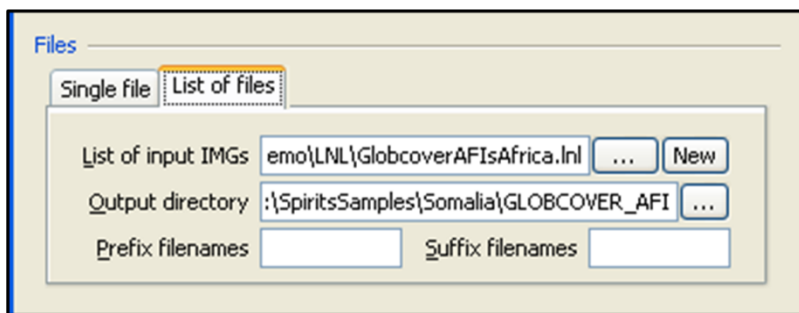 Files
Single file List of files
List of input IMGs emo\LNL\GlobcoverAFIsAfrica.lnl ... New
Output directory :\SpiritsSamples\Somalia\GLOBCOVER_AFI ...
Prefix filenames Suffix filenames